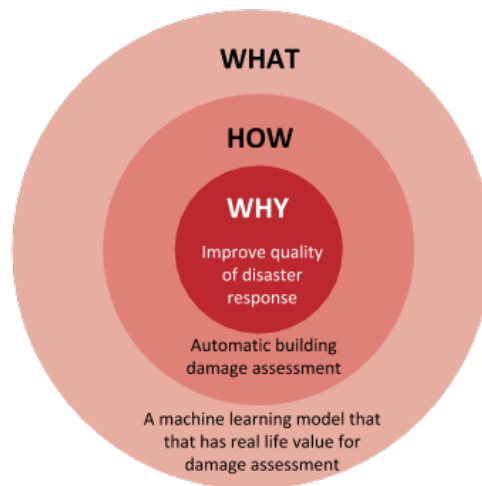 WHAT
HOW
WHY
Improve quality
of disaster
response
Automatic building
damage assessment
A machine learning model that
that has real life value for
damage assessment